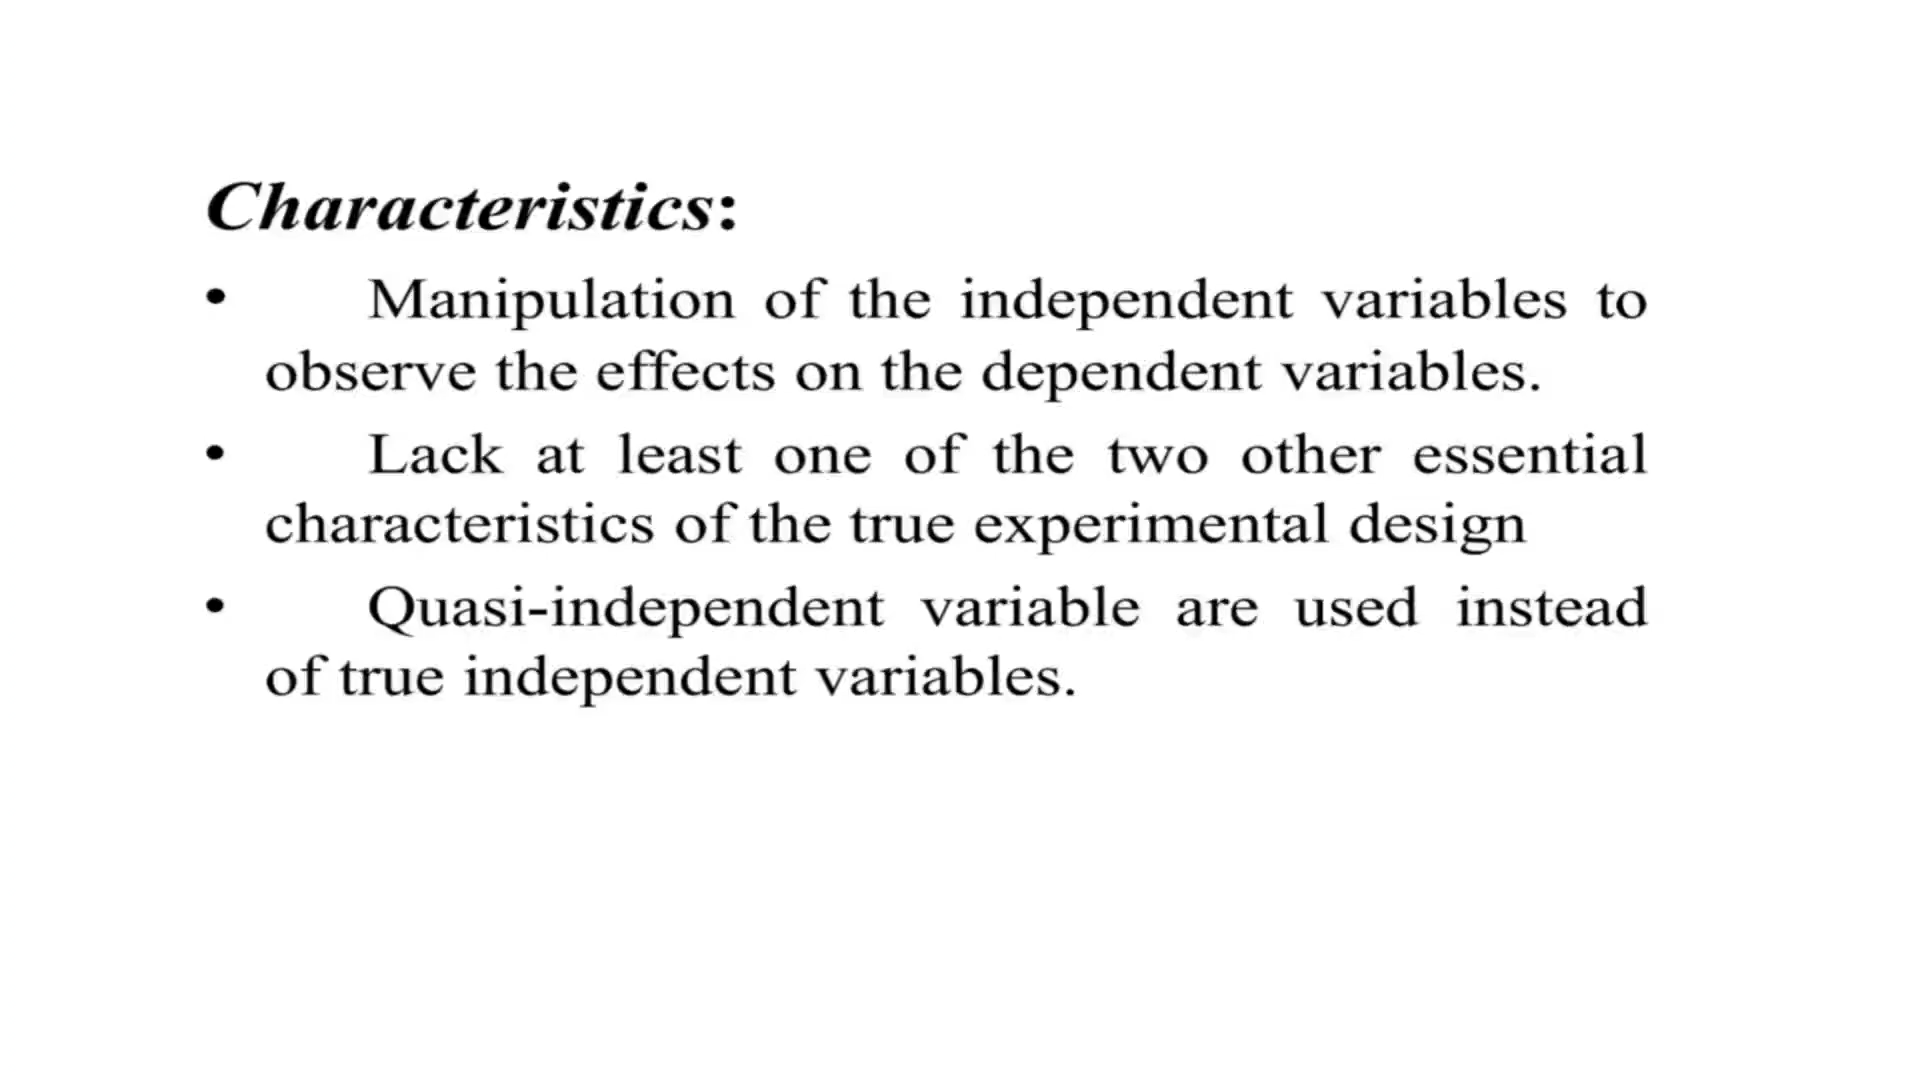 Characteristics:
• Manipulation of the independent variables to
observe the effects on the dependent variables.
• Lack at least one of the two other essential
characteristics of the true experimental design
• Quasi-independent variable are used instead
of true independent variables.